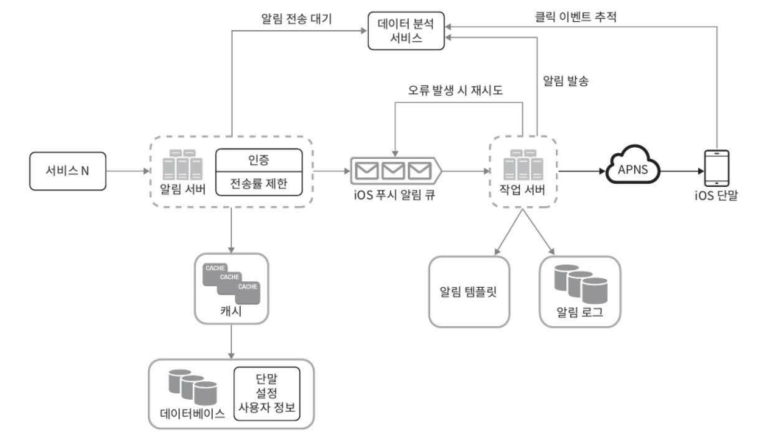 알림 전송 대기
데이터 분석
서비스
클릭 이벤트 추적
알림 발송
오류 발생 시 재시도
서비스 N
알림 서버
인증
전송률 제한
iOS 푸시 알림 큐
작업 서버
APNS
iOS 단말
CACHE
CACHE
CACHE
캐시
알림 템플릿
알림 로그
데이터베이스
단말
설정
사용자 정보